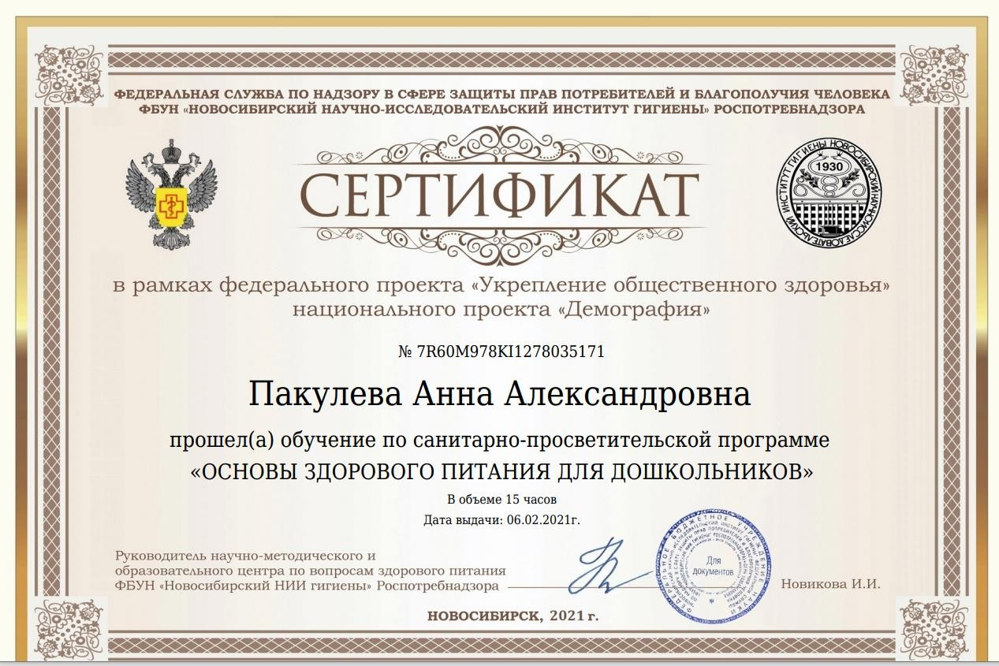 ФЕДЕРАЛЬНАЯ СЛУЖБА ПО НАДЗОРУ В СФЕРЕ ЗАЩИТЫ ПРАВ ПОТРЕБИТЕЛЕЙ И БЛАГОПОЛУЧИЯ ЧЕЛОВЕКА
ФБУН «НОВОСИБИРСКИЙ НАУЧНО-ИССЛЕДОВАТЕЛЬСКИЙ ИНСТИТУТ ГИГИЕНЫ» РОСПОТРЕБНАДЗОРА
СЕРТИФИКАТ
НАУЧНО-ИССЛЕДОВАТЕЛЬСКИЙ ИНСТИТУТ ГИГИЕНЫ НОВОСИБИРСКИЙ
1930
в рамках федерального проекта «Укрепление общественного здоровья»
национального проекта «Демография»
№ 7R60M978KI1278035171
Пакулева Анна Александровна
прошел(а) обучение по санитарно-просветительской программе
«ОСНОВЫ ЗДОРОВОГО ПИТАНИЯ ДЛЯ ДОШКОЛЬНИКОВ»
В объеме 15 часов
Дата выдачи: 06.02.2021г.
Руководитель научно-методического и
образовательного центра по вопросам здорового питания
ФБУН «Новосибирский НИИ гигиены» Роспотребнадзора
ФЕДЕРАЛЬНОЕ БЮДЖЕТНОЕ УЧРЕЖДЕНИЕ НАУКИ
Для
документов
Новикова И.И.
НОВОСИБИРСК, 2021 г.